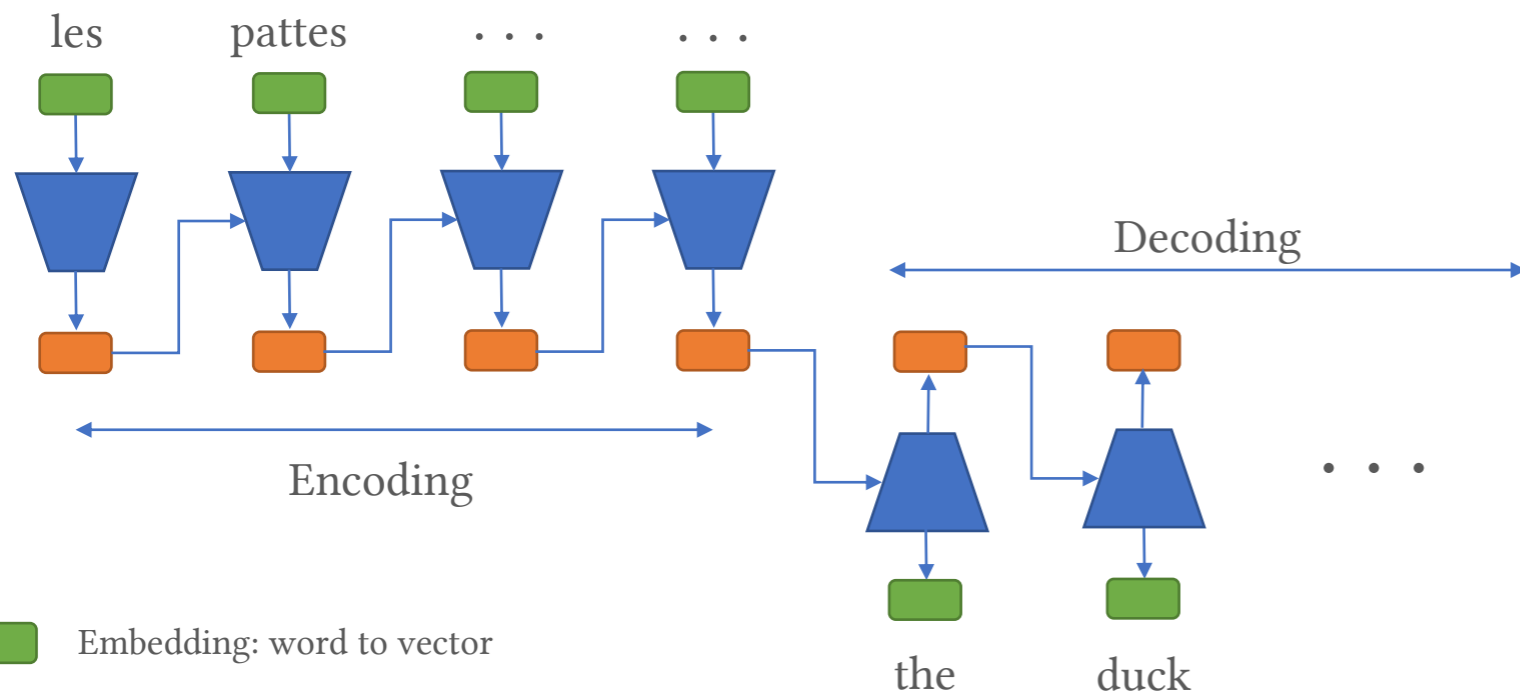 les pattes . . . . . .
Decoding
Encoding
. . .
Embedding: word to vector
the duck